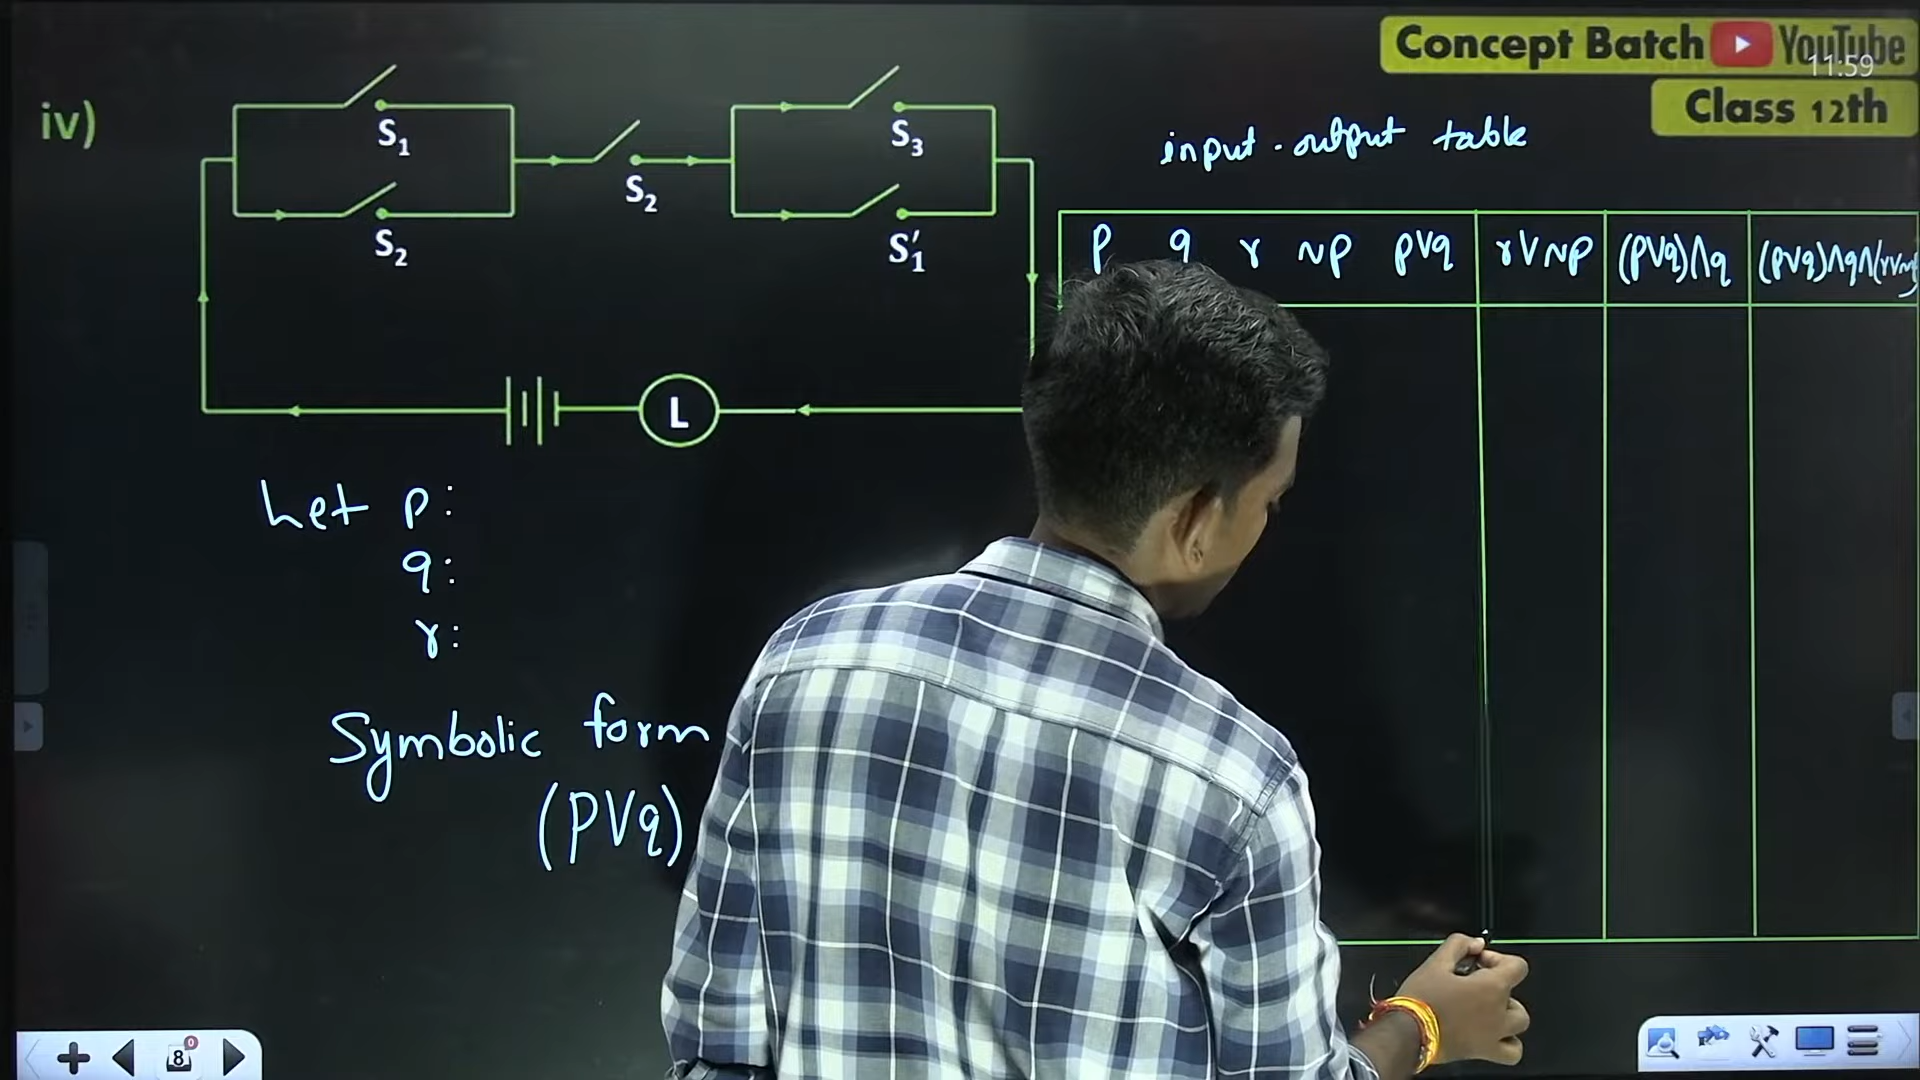 Concept Batch YouTube
11:59
Class 12th
iv)
S1
S2
S2
S3
S′1
L
input-output table
p q r ~p p∨q r∨~p (p∨q)∧q (p∨q)∧q∧(r∨~p)
Let p:
q:
r:
Symbolic form
(p∨q)
8
0